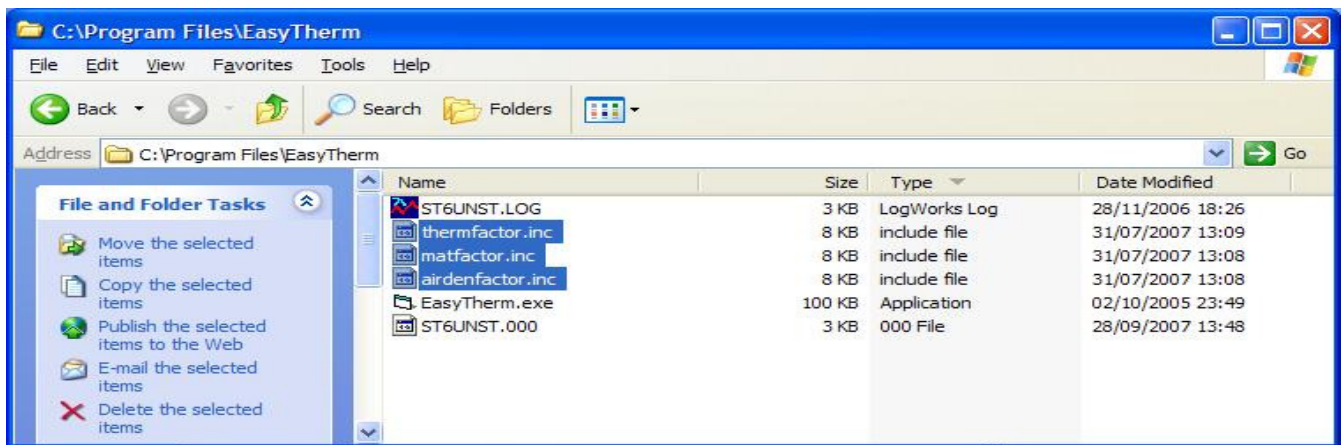 C:\Program Files\EasyTherm
File Edit View Favorites Tools Help
Back Search Folders
Address C:\Program Files\EasyTherm Go
File and Folder Tasks
Move the selected
items
Copy the selected
items
Publish the selected
items to the Web
E-mail the selected
items
Delete the selected
items
Name Size Type Date Modified
ST6UNST.LOG 3 KB LogWorks Log 28/11/2006 18:26
thermfactor.inc 8 KB include file 31/07/2007 13:09
matfactor.inc 8 KB include file 31/07/2007 13:08
airdenfactor.inc 8 KB include file 31/07/2007 13:08
EasyTherm.exe 100 KB Application 02/10/2005 23:49
ST6UNST.000 3 KB 000 File 28/09/2007 13:48